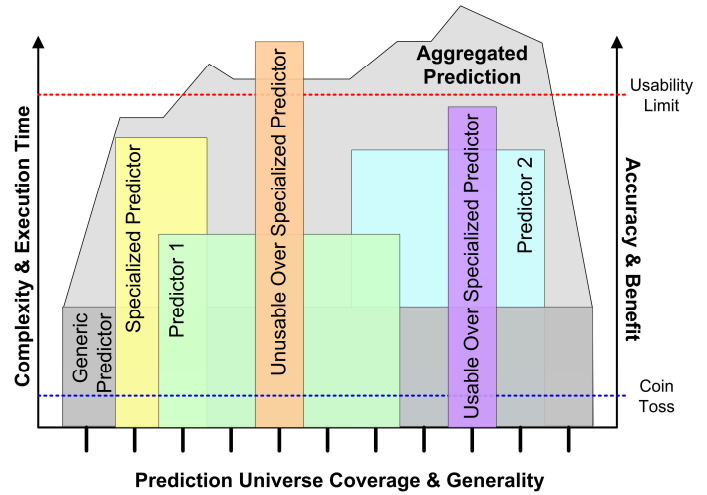 Aggregated
Prediction
Usability
Limit
Complexity & Execution Time
Generic
Predictor
Specialized Predictor
Predictor 1
Unusable Over Specialized Predictor
Usable Over Specialized Predictor
Predictor 2
Accuracy & Benefit
Coin
Toss
Prediction Universe Coverage & Generality